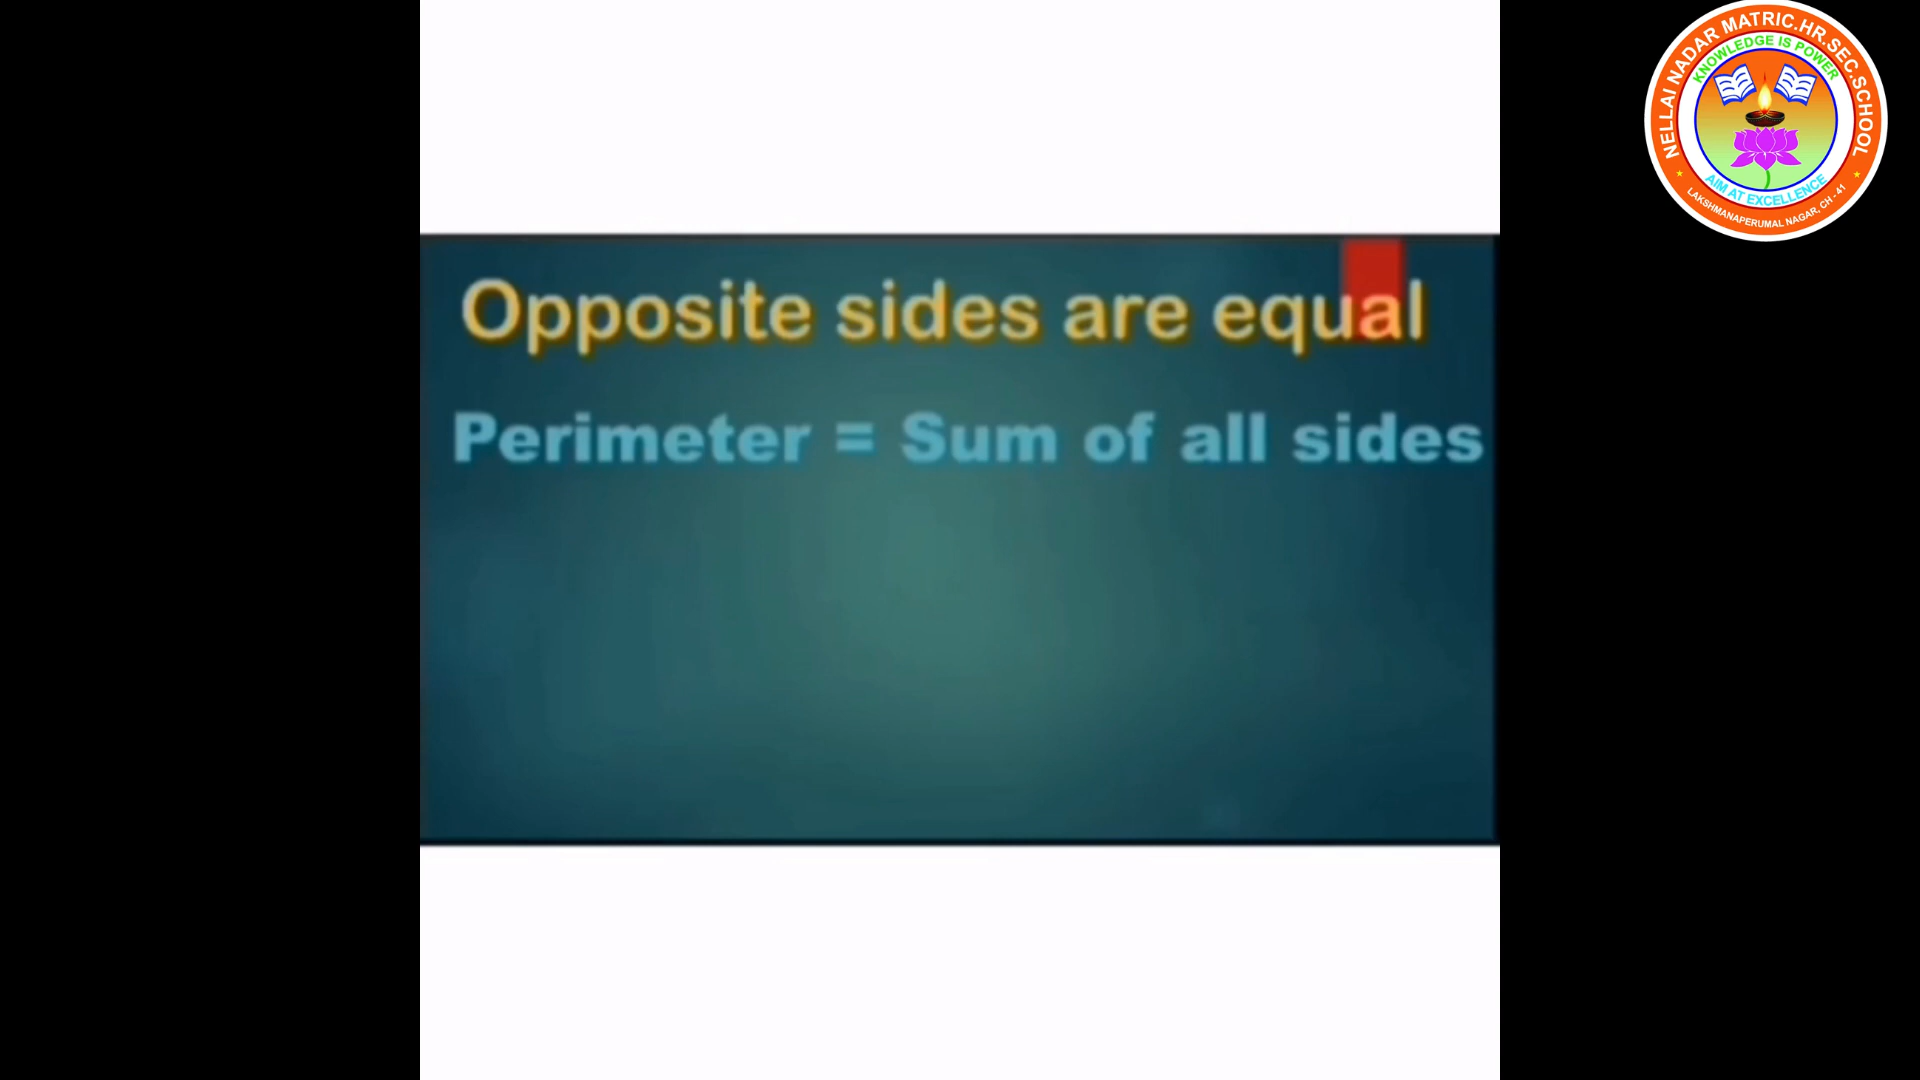 Opposite sides are equal
Perimeter = Sum of all sides
NELLAI NADAR MATRIC.HR.SEC.SCHOOL
KNOWLEDGE IS POWER
AIM AT EXCELLENCE
LAKSHMANAPERUMAL NAGAR, CH - 41